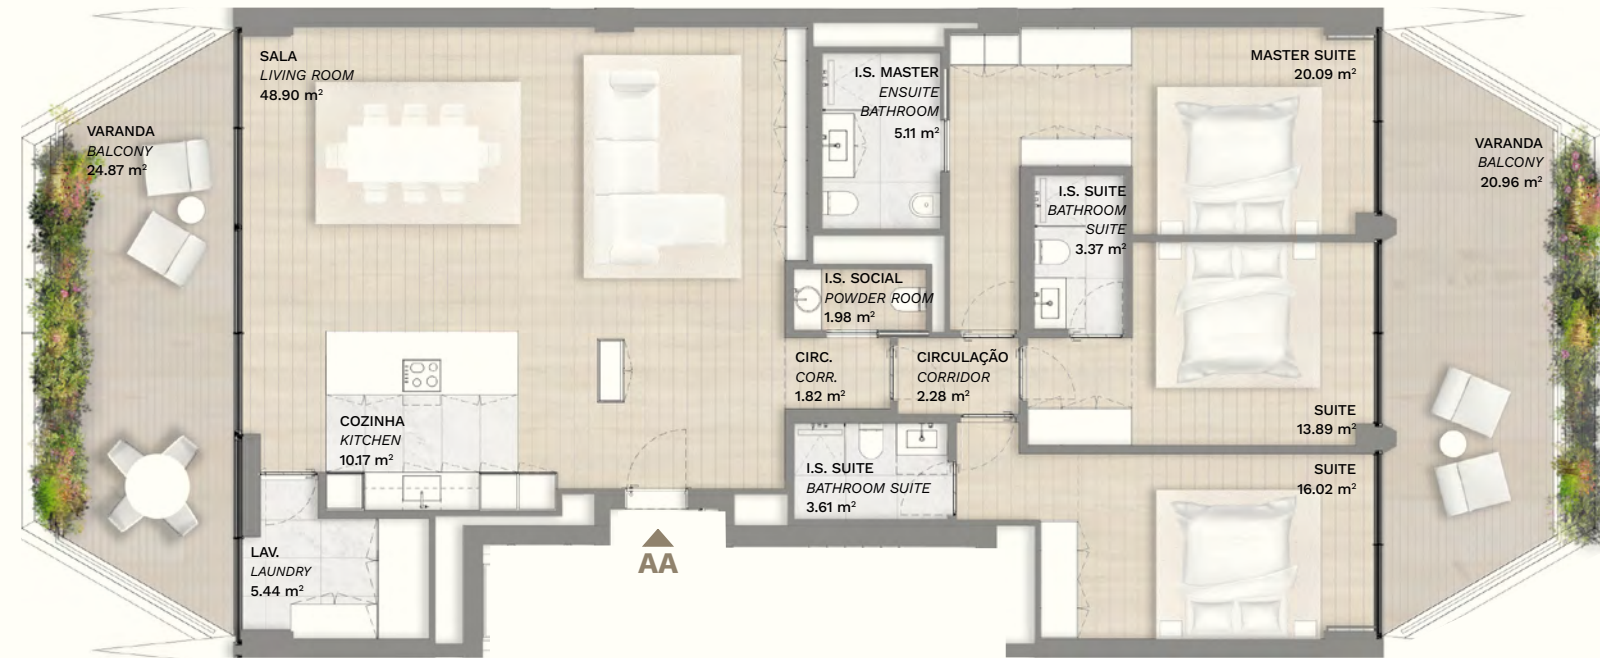 SALA
LIVING ROOM
48.90 m²
VARANDA
BALCONY
24.87 m²
I.S. MASTER
ENSUITE
BATHROOM
5.11 m²
MASTER SUITE
20.09 m²
VARANDA
BALCONY
20.96 m²
I.S. SUITE
BATHROOM
SUITE
3.37 m²
I.S. SOCIAL
POWDER ROOM
1.98 m²
CIRC.
CORR.
1.82 m²
CIRCULAÇÃO
CORRIDOR
2.28 m²
COZINHA
KITCHEN
10.17 m²
SUITE
13.89 m²
I.S. SUITE
BATHROOM SUITE
3.61 m²
SUITE
16.02 m²
LAV.
LAUNDRY
5.44 m²
AA